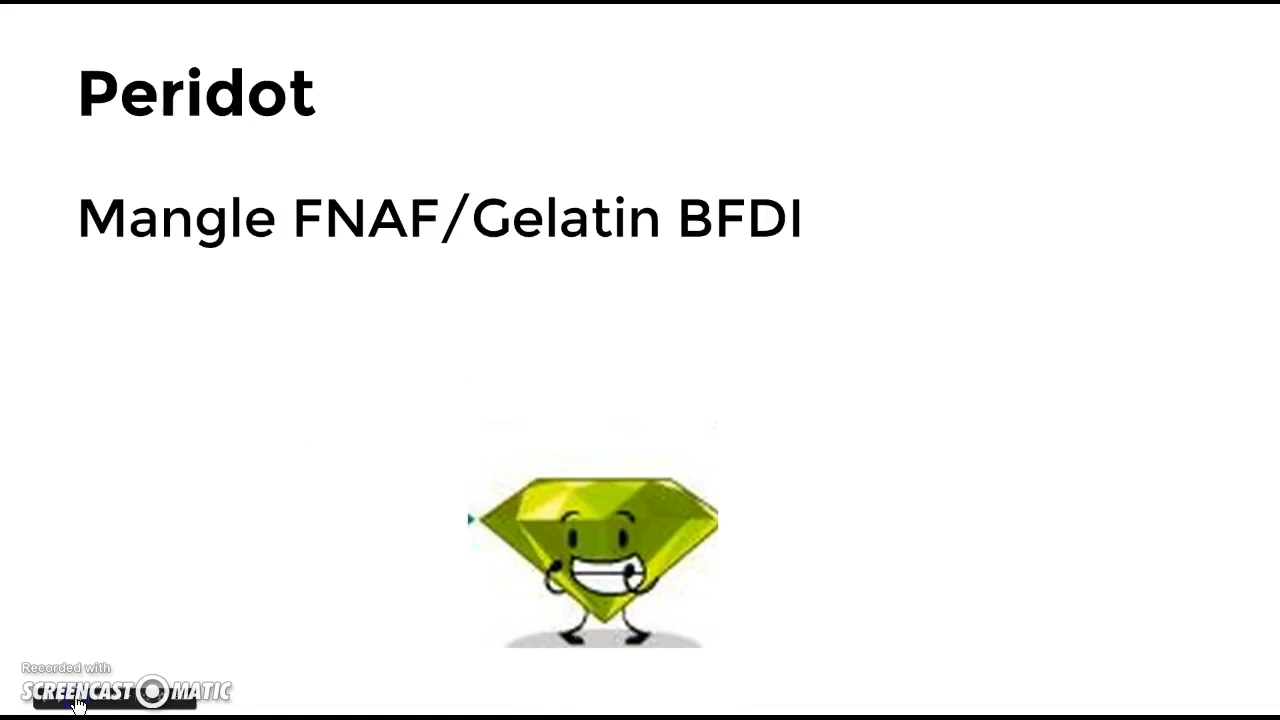 Peridot
Mangle FNAF/Gelatin BFDI
Recorded with
SCREENCAST MATIC